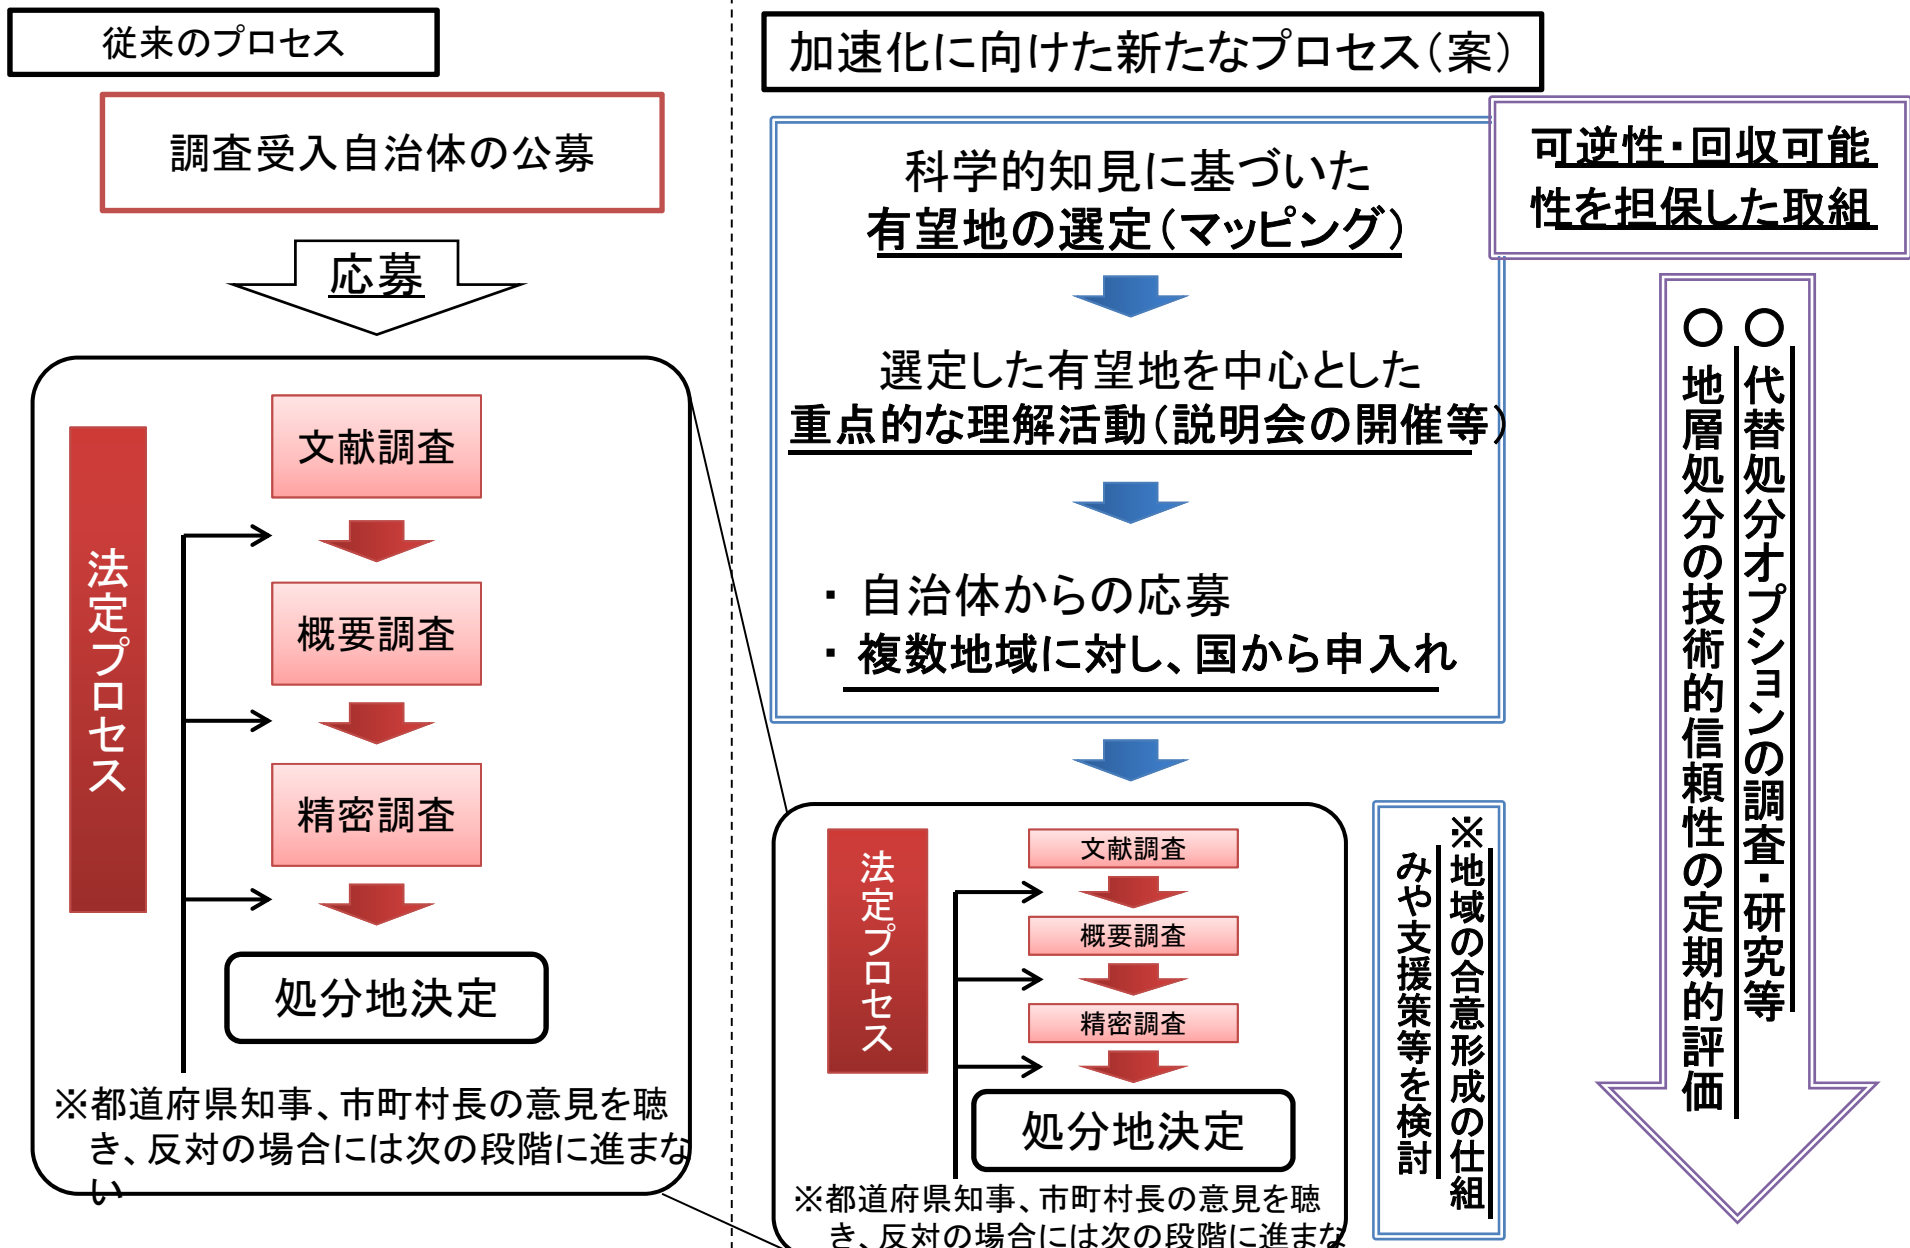 従来のプロセス
調査受入自治体の公募
応募
法定プロセス
文献調査
概要調査
精密調査
処分地決定
※都道府県知事、市町村長の意見を聴
き、反対の場合には次の段階に進まな
い
加速化に向けた新たなプロセス（案）
科学的知見に基づいた
有望地の選定（マッピング）
選定した有望地を中心とした
重点的な理解活動（説明会の開催等）
・自治体からの応募
・複数地域に対し、国から申入れ
法定プロセス
文献調査
概要調査
精密調査
処分地決定
※都道府県知事、市町村長の意見を聴
き、反対の場合には次の段階に進まな
※地域の合意形成の仕組
みや支援策等を検討
可逆性・回収可能
性を担保した取組
○代替処分オプションの調査・研究等
○地層処分の技術的信頼性の定期的評価